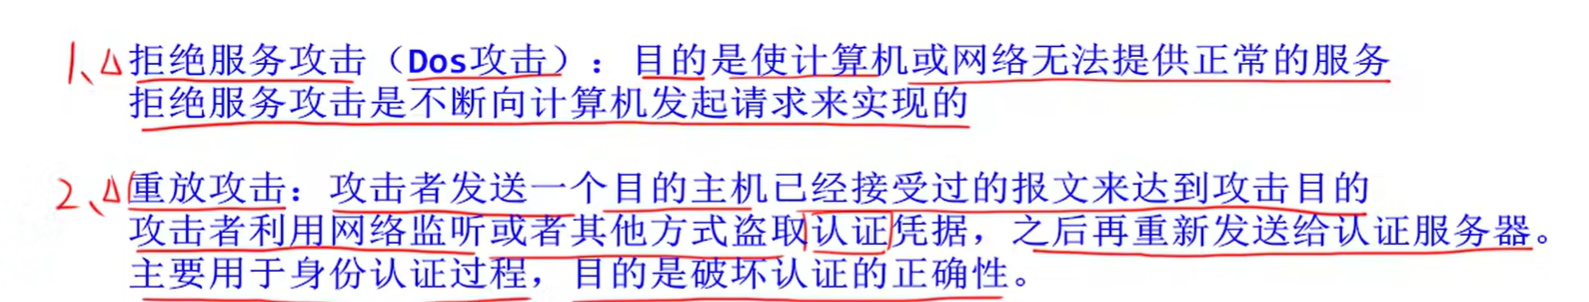 1、△拒绝服务攻击（Dos攻击）：目的是使计算机或网络无法提供正常的服务
拒绝服务攻击是不断向计算机发起请求来实现的
2、△重放攻击：攻击者发送一个目的主机已经接受过的报文来达到攻击目的
攻击者利用网络监听或者其他方式盗取认证凭据，之后再重新发送给认证服务器。
主要用于身份认证过程，目的是破坏认证的正确性。